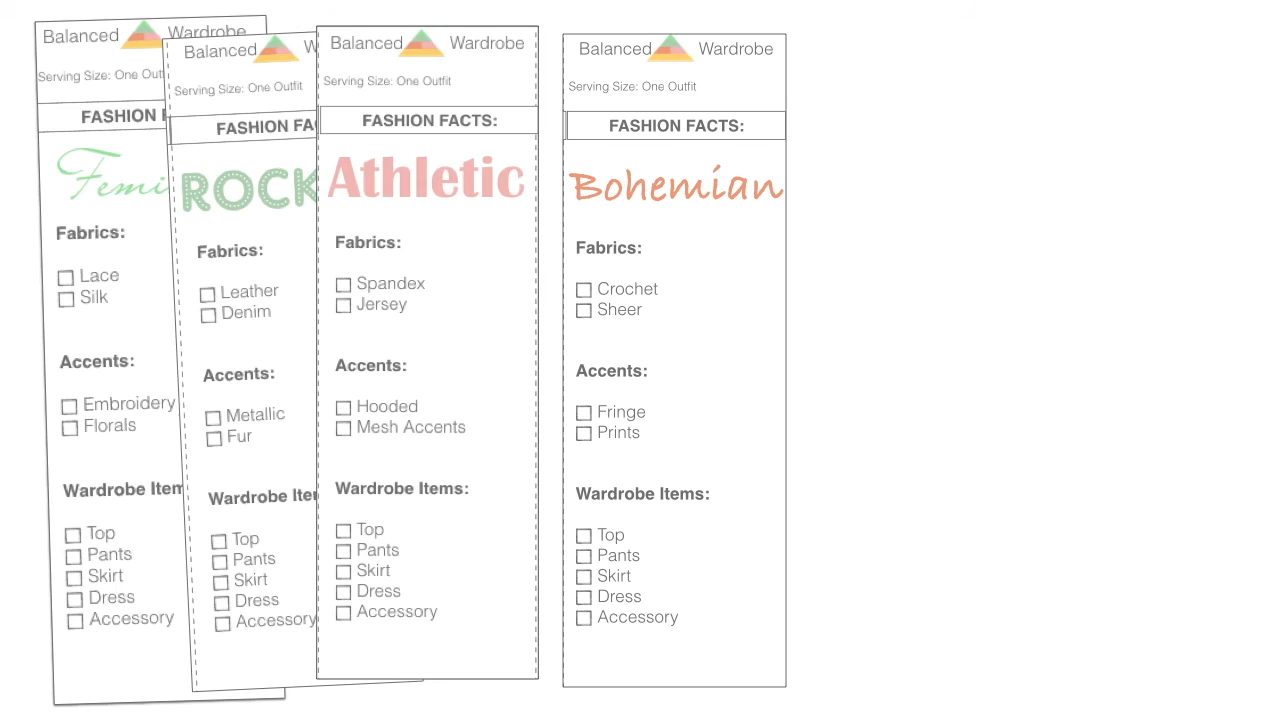 Balanced Wardrobe
Serving Size: One Outf
FASHION F
Femi
Fabrics:
Lace
Silk
Accents:
Embroidery
Florals
Wardrobe Item
Top
Pants
Skirt
Dress
Accessory
Balanced W
Serving Size: One Outfit
FASHION FA
ROCK
Fabrics:
Leather
Denim
Accents:
Metallic
Fur
Wardrobe Ite
Top
Pants
Skirt
Dress
Accessory
Balanced Wardrobe
Serving Size: One Outfit
FASHION FACTS:
Athletic
Fabrics:
Spandex
Jersey
Accents:
Hooded
Mesh Accents
Wardrobe Items:
Top
Pants
Skirt
Dress
Accessory
Balanced Wardrobe
Serving Size: One Outfit
FASHION FACTS:
Bohemian
Fabrics:
Crochet
Sheer
Accents:
Fringe
Prints
Wardrobe Items:
Top
Pants
Skirt
Dress
Accessory